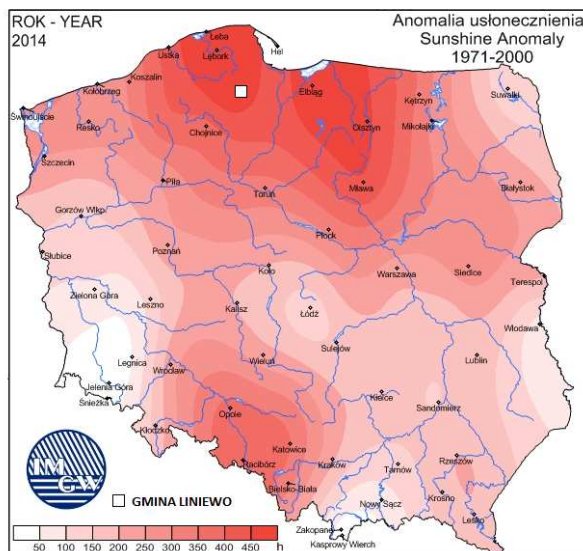 ROK - YEAR
2014
Anomalia usłonecznienia
Sunshine Anomaly
1971-2000
Łeba
Hel
Ustka
Lębork
Koszalin
Kołobrzeg
Elbląg
Kętrzyn
Suwałki
Świnoujście
Resko
Chojnice
Olsztyn
Mikołajki
Szczecin
Piła
Toruń
Mława
Białystok
Gorzów Wlkp.
Płock
Słubice
Poznań
Koło
Warszawa
Siedlce
Terespol
Zielona Góra
Leszno
Kalisz
Łódź
Włodawa
Sulejów
Legnica
Wrocław
Wieluń
Lublin
Jelenia Góra
Śnieżka
Opole
Kielce
Sandomierz
Kłodzko
Katowice
Racibórz
Kraków
Tarnów
Rzeszów
Bielsko-Biała
Nowy Sącz
Krosno
Lesko
Zakopane
Kasprowy Wierch
IM
GW
GMINA LINIEWO
50 100 150 200 250 300 350 400 450 h